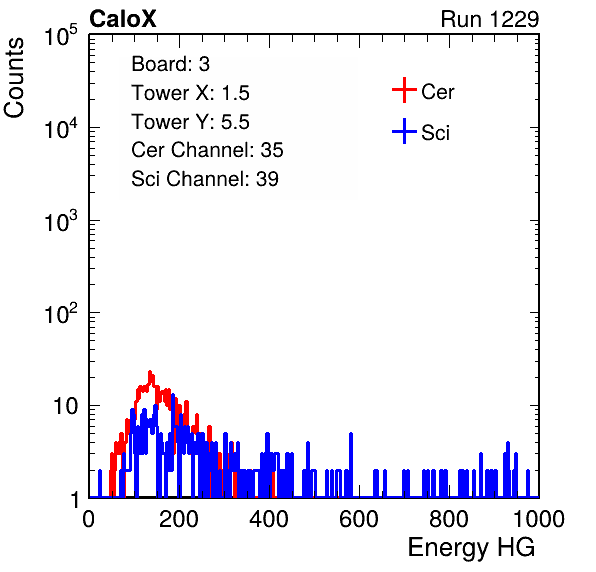 CaloX Run 1229
Counts
10^5
10^4
10^3
10^2
10
1
Board: 3
Tower X: 1.5
Tower Y: 5.5
Cer Channel: 35
Sci Channel: 39
Cer
Sci
0 200 400 600 800 1000
Energy HG